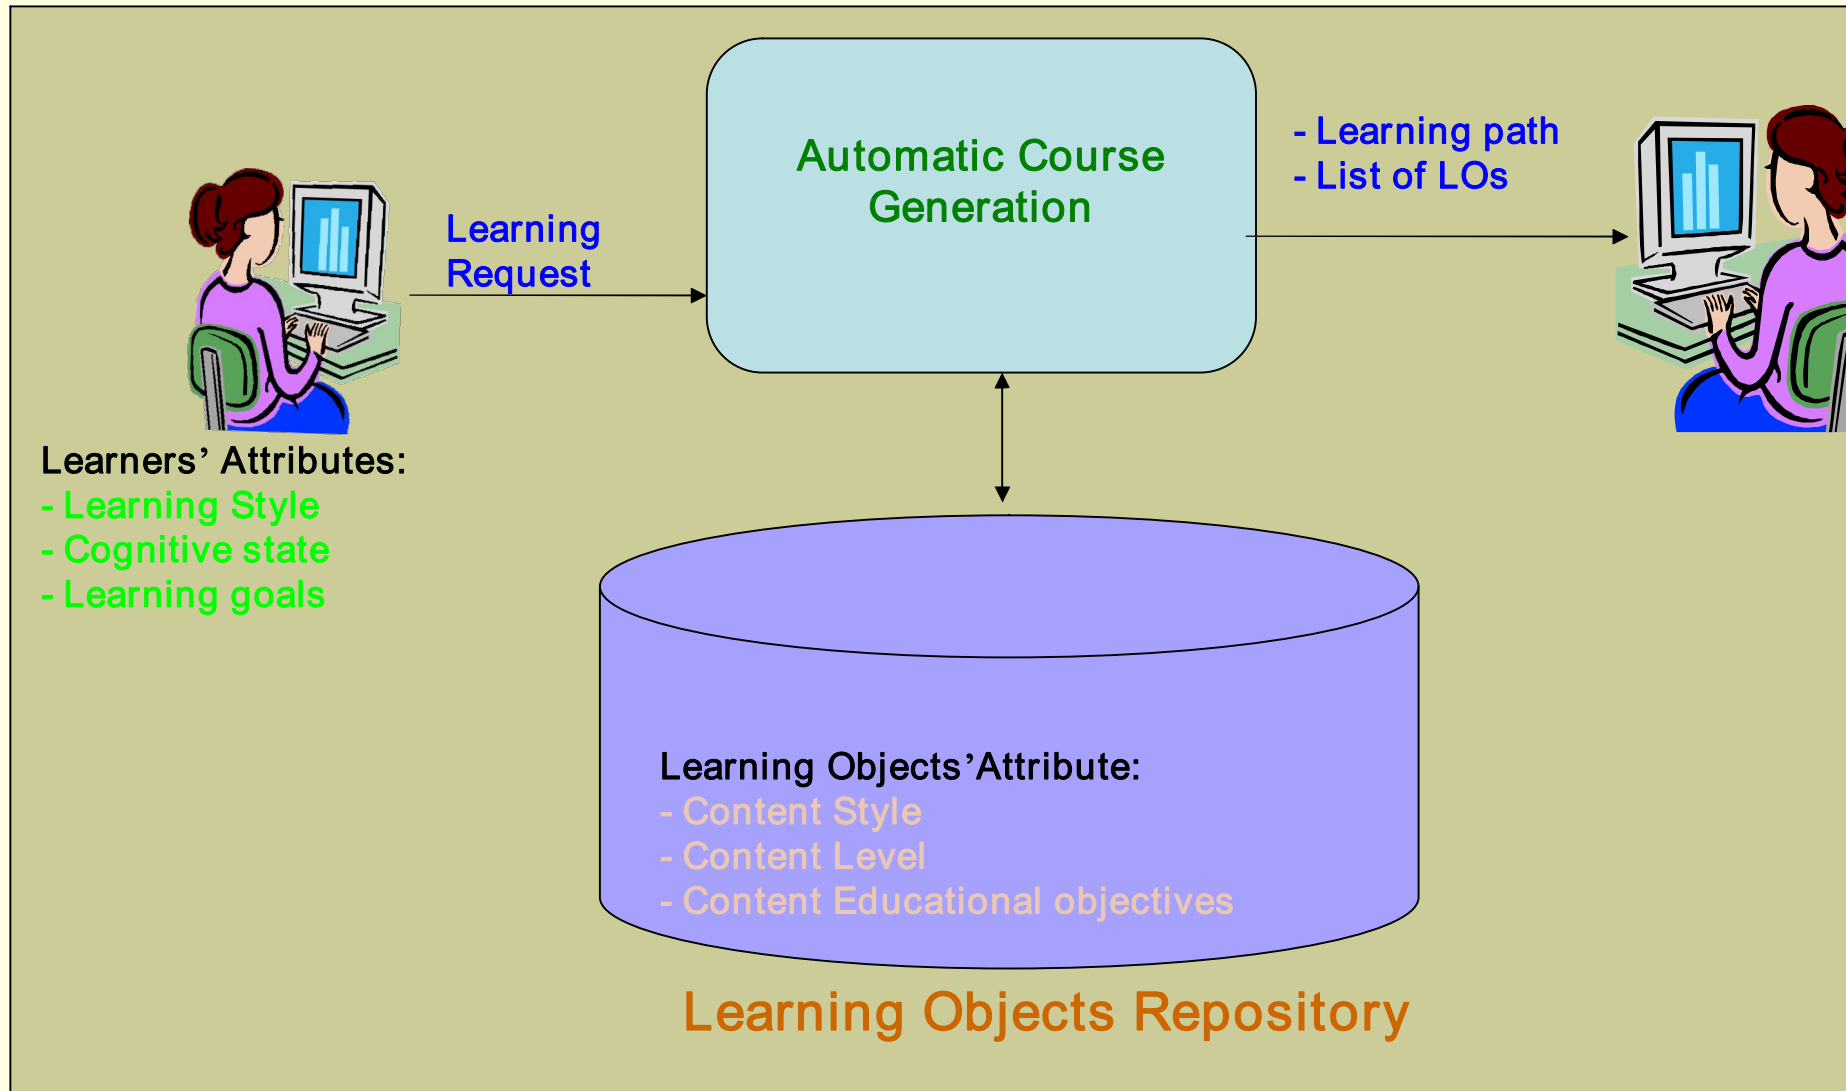 Automatic Course
Generation
- Learning path
- List of LOs
Learning
Request
Learners’ Attributes:
- Learning Style
- Cognitive state
- Learning goals
Learning Objects’Attribute:
- Content Style
- Content Level
- Content Educational objectives
Learning Objects Repository